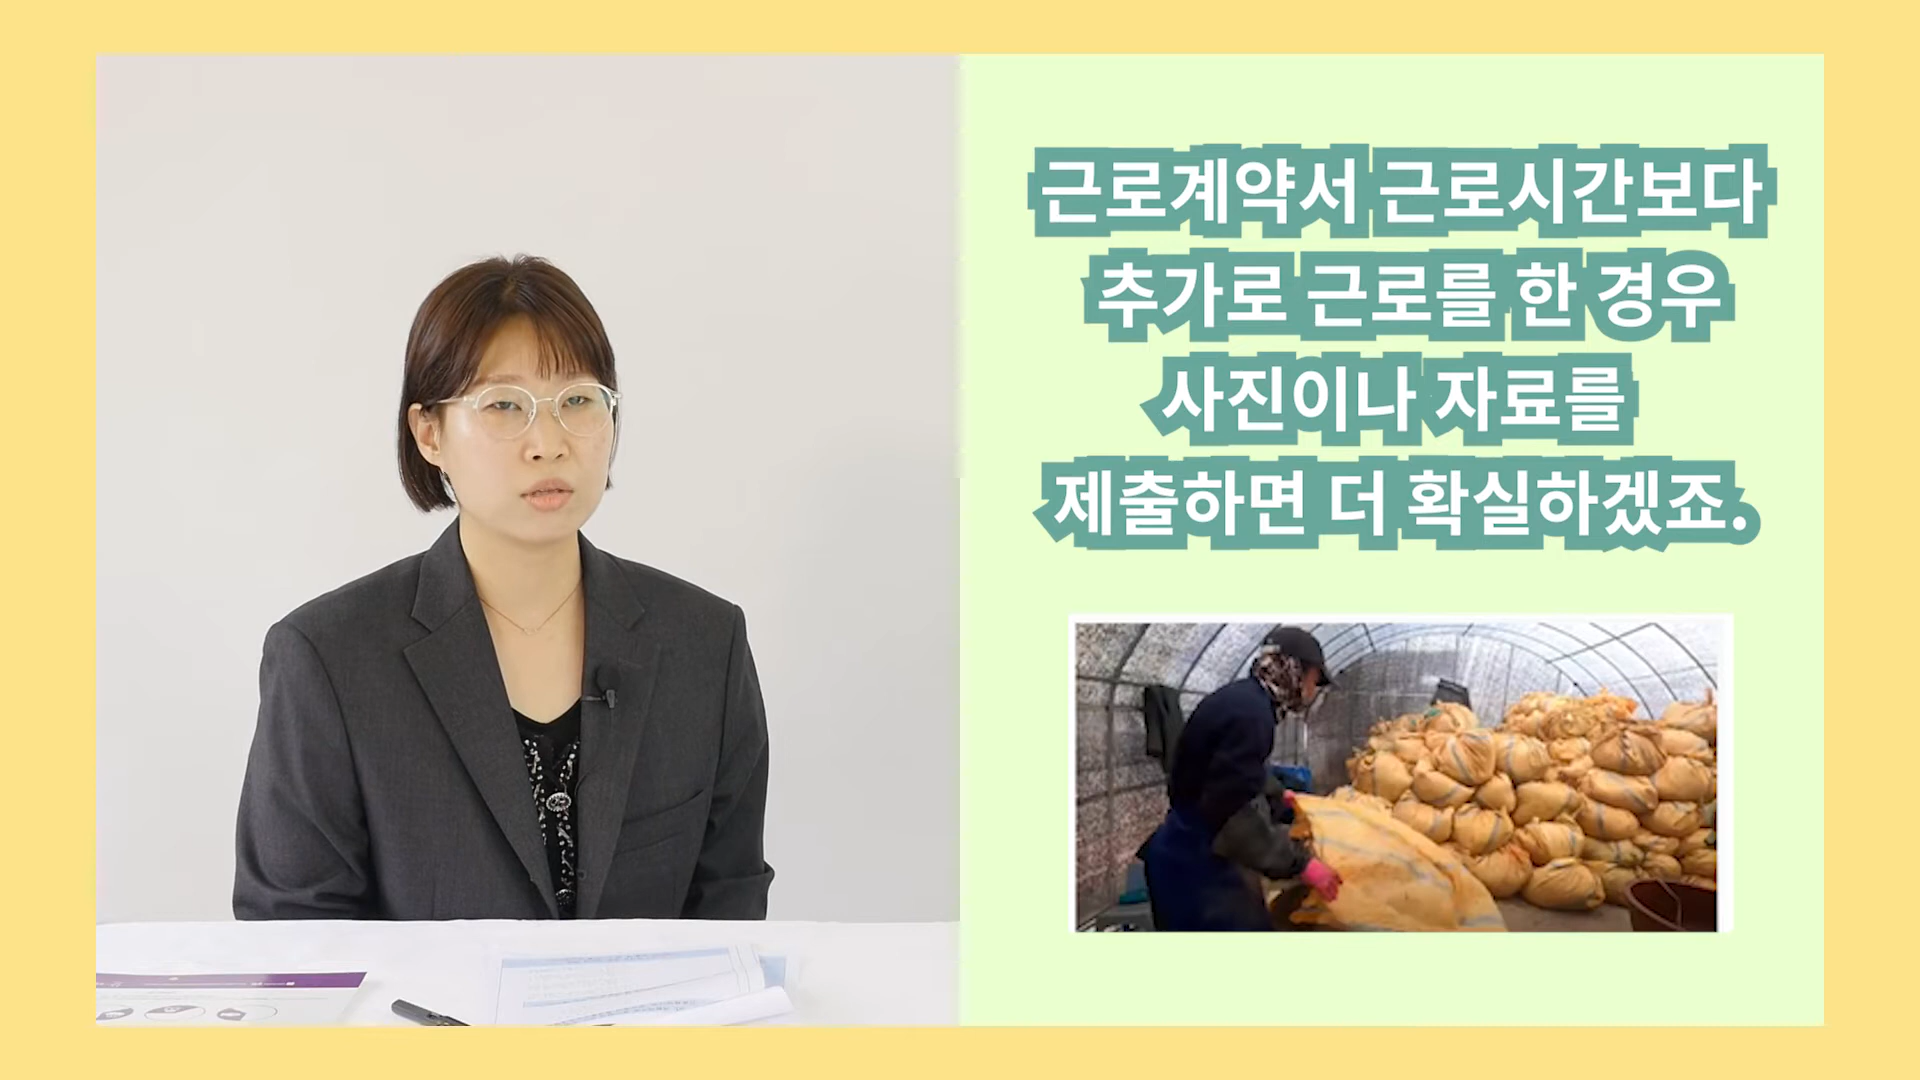 근로계약서 근로시간보다
추가로 근로를 한 경우
사진이나 자료를
제출하면 더 확실하겠죠.